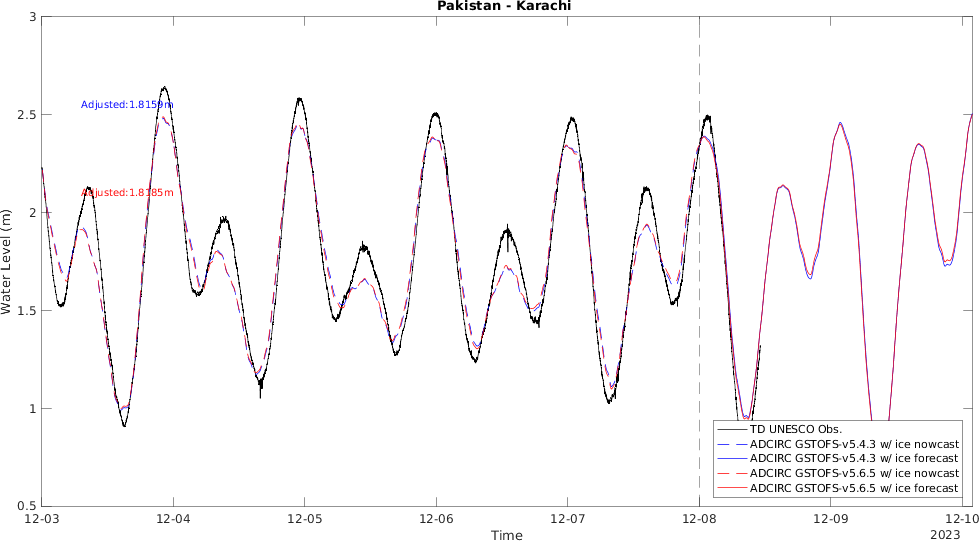 Pakistan - Karachi
3
2.5
2
1.5
1
0.5
Water Level (m)
Adjusted:1.8159m
Adjusted:1.8185m
TD UNESCO Obs.
ADCIRC GSTOFS-v5.4.3 w/ ice nowcast
ADCIRC GSTOFS-v5.4.3 w/ ice forecast
ADCIRC GSTOFS-v5.6.5 w/ ice nowcast
ADCIRC GSTOFS-v5.6.5 w/ ice forecast
12-03 12-04 12-05 12-06 12-07 12-08 12-09 12-10
Time
2023